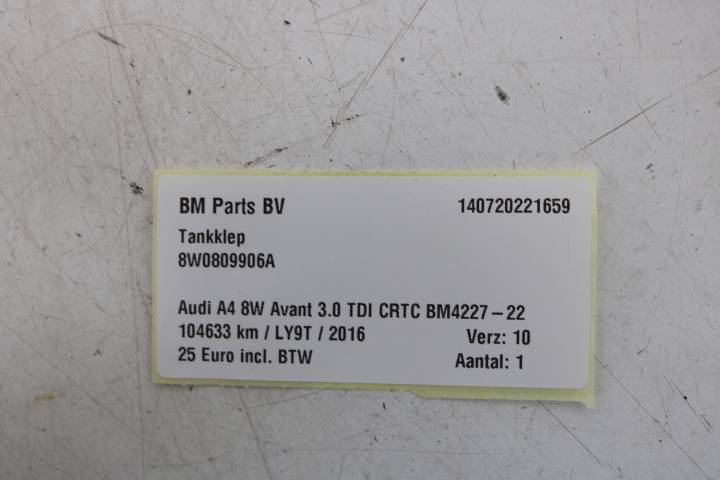 BM Parts BV 140720221659
Tankklep
8W0809906A
Audi A4 8W Avant 3.0 TDI CRTC BM4227-22
104633 km / LY9T / 2016 Verz: 10
25 Euro incl. BTW Aantal: 1